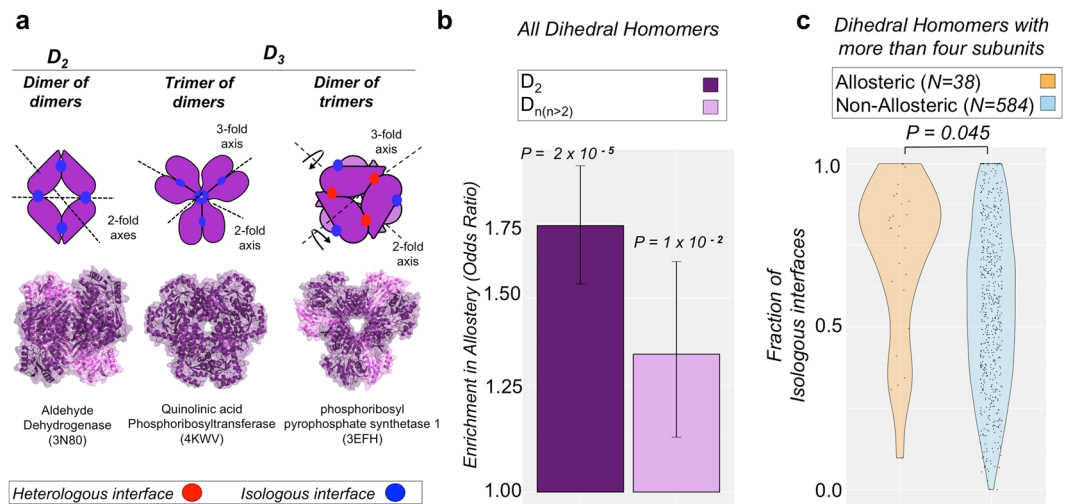 a
D2
D3
Dimer of
dimers
Trimer of
dimers
Dimer of
trimers
3-fold
axis
3-fold
axis
2-fold
axes
2-fold
axis
2-fold
axis
Aldehyde
Dehydrogenase
(3N80)
Quinolinic acid
Phosphoribosyltransferase
(4KWV)
phosphoribosyl
pyrophosphate synthetase 1
(3EFH)
Heterologous interface
Isologous interface
b
All Dihedral Homomers
D2
Dn(n>2)
P = 2 x 10 - 5
P = 1 x 10 - 2
Enrichment in Allostery (Odds Ratio)
1.75
1.50
1.25
1.00
c
Dihedral Homomers with
more than four subunits
Allosteric (N=38)
Non-Allosteric (N=584)
P = 0.045
Fraction of
Isologous interfaces
1.0
0.5
0.0